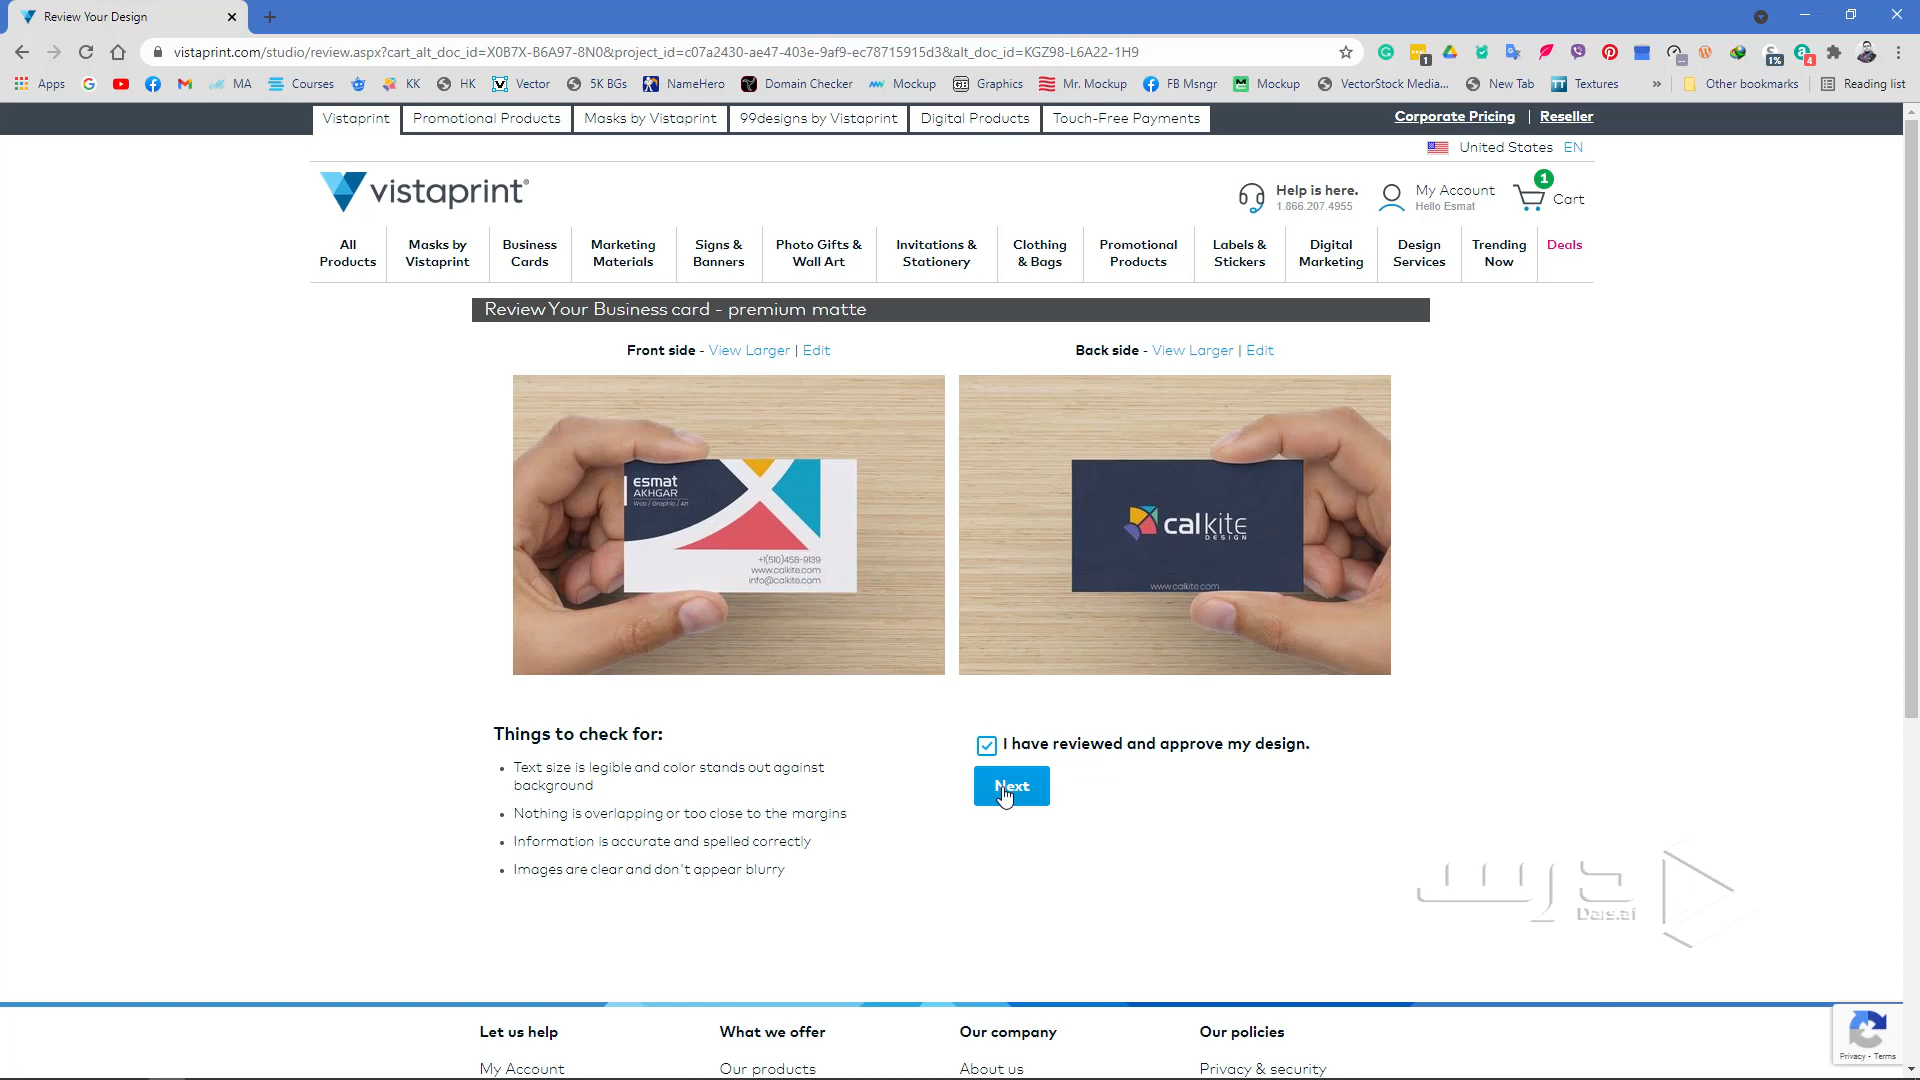 Review Your Design
vistaprint.com/studio/review.aspx?cart_alt_doc_id=X0B7X-B6A97-8N0&project_id=c07a2430-ae47-403e-9af9-ec78715915d3&alt_doc_id=KGZ98-L6A22-1H9
1 1% 4
Apps MA Courses KK HK Vector 5K BGs NameHero Domain Checker Mockup Graphics Mr. Mockup FB Msngr Mockup VectorStock Media... New Tab Textures » Other bookmarks Reading list
Vistaprint Promotional Products Masks by Vistaprint 99designs by Vistaprint Digital Products Touch-Free Payments Corporate Pricing | Reseller
United States EN
vistaprint®
Help is here.
1.866.207.4955
My Account
Hello Esmat
1
Cart
All Products
Masks by Vistaprint
Business Cards
Marketing Materials
Signs & Banners
Photo Gifts & Wall Art
Invitations & Stationery
Clothing & Bags
Promotional Products
Labels & Stickers
Digital Marketing
Design Services
Trending Now
Deals
Review Your Business card - premium matte
Front side - View Larger | Edit
Back side - View Larger | Edit
esmat
AKHGAR
Web / Graphic / Art
+1(510)458-9139
www.calkite.com
info@calkite.com
calkite
DESIGN
www.calkite.com
Things to check for:
Text size is legible and color stands out against
background
Nothing is overlapping or too close to the margins
Information is accurate and spelled correctly
Images are clear and don't appear blurry
I have reviewed and approve my design.
Next
درس
Dars.af
Let us help What we offer Our company Our policies
My Account Our products About us Privacy & security
Privacy - Terms